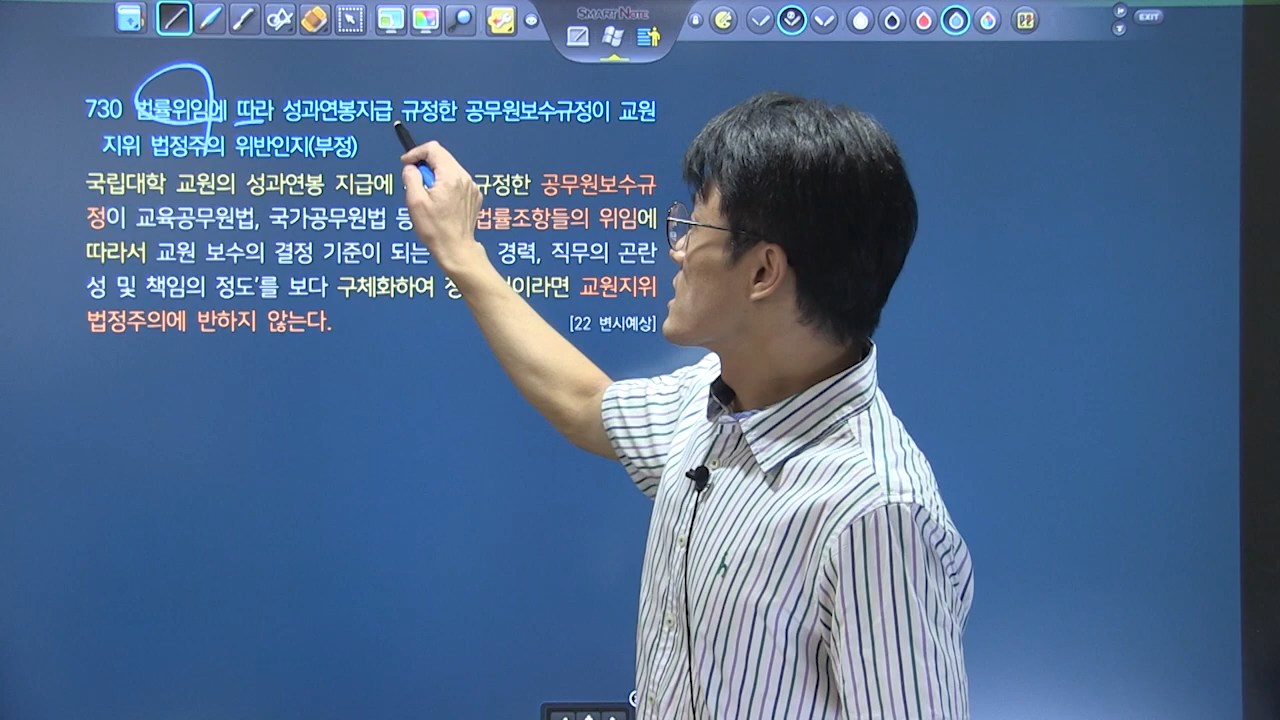 SMART NOTE
EXIT
730 법률위임에 따라 성과연봉지급 규정한 공무원보수규정이 교원
지위 법정주의 위반인지(부정)
국립대학 교원의 성과연봉 지급에 규정한 공무원보수규
정이 교육공무원법, 국가공무원법 등 법률조항들의 위임에
따라서 교원 보수의 결정 기준이 되는 경력, 직무의 곤란
성 및 책임의 정도'를 보다 구체화하여 이라면 교원지위
법정주의에 반하지 않는다.
[22 변시예상]